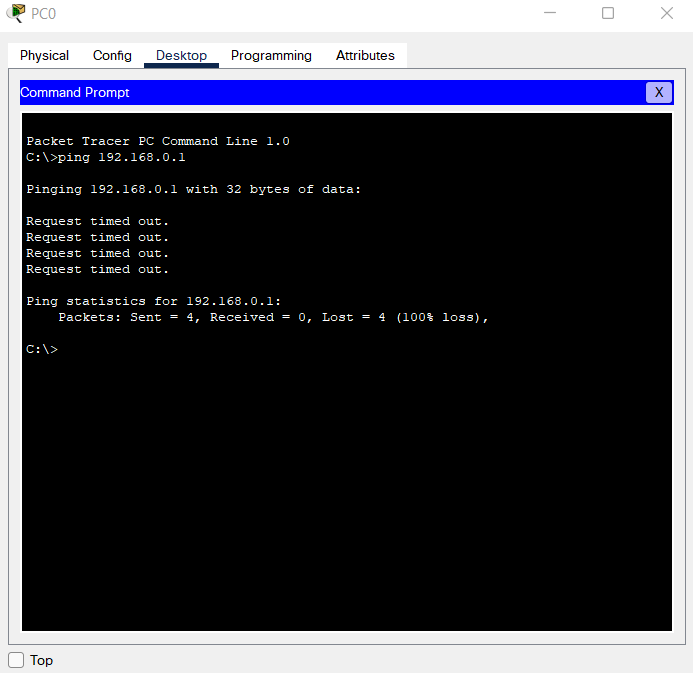 PC0
Physical Config Desktop Programming Attributes
Command Prompt X
Packet Tracer PC Command Line 1.0
C:\>ping 192.168.0.1
Pinging 192.168.0.1 with 32 bytes of data:
Request timed out.
Request timed out.
Request timed out.
Request timed out.
Ping statistics for 192.168.0.1:
    Packets: Sent = 4, Received = 0, Lost = 4 (100% loss),
C:\>
Top